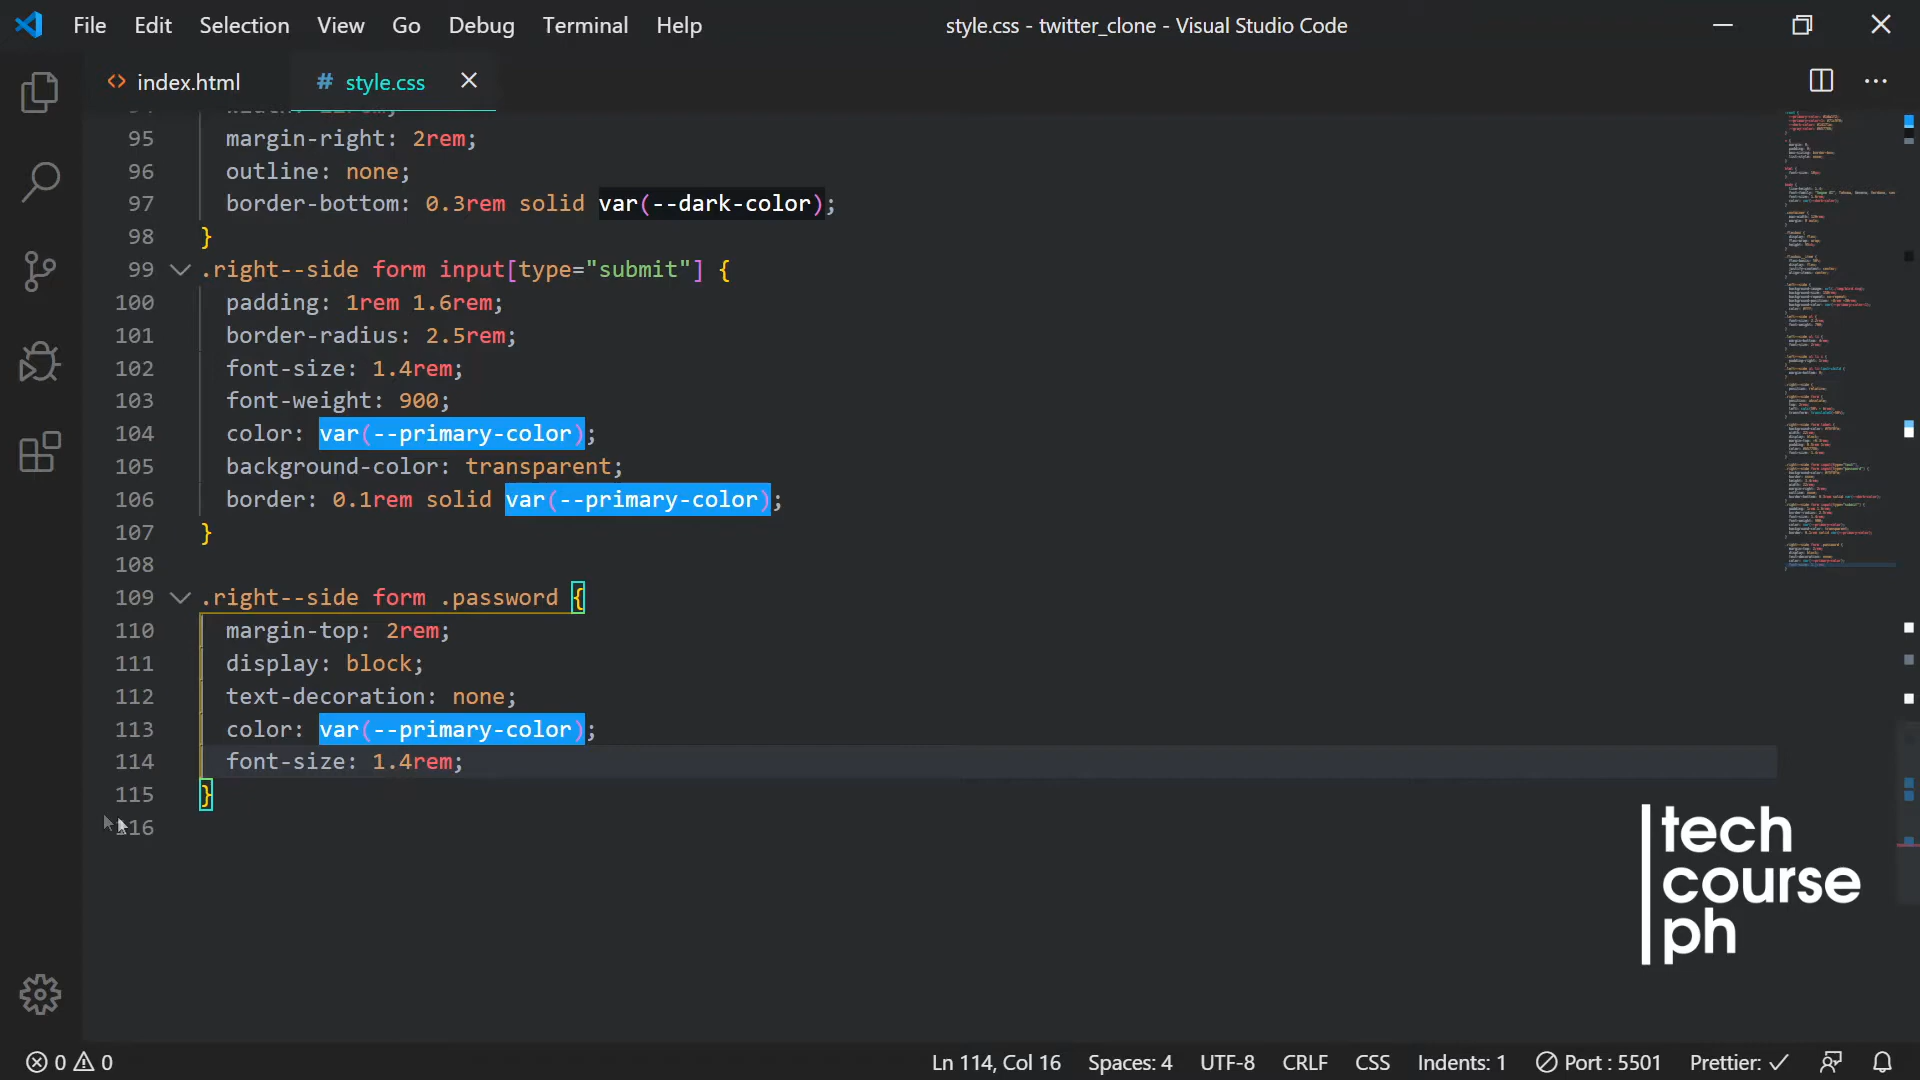 File Edit Selection View Go Debug Terminal Help style.css - twitter_clone - Visual Studio Code
index.html # style.css
95 margin-right: 2rem;
96 outline: none;
97 border-bottom: 0.3rem solid var(--dark-color);
98 }
99 .right--side form input[type="submit"] {
100 padding: 1rem 1.6rem;
101 border-radius: 2.5rem;
102 font-size: 1.4rem;
103 font-weight: 900;
104 color: var(--primary-color);
105 background-color: transparent;
106 border: 0.1rem solid var(--primary-color);
107 }
108
109 .right--side form .password {
110 margin-top: 2rem;
111 display: block;
112 text-decoration: none;
113 color: var(--primary-color);
114 font-size: 1.4rem;
115 }
116
tech
course
ph
0 0 Ln 114, Col 16 Spaces: 4 UTF-8 CRLF CSS Indents: 1 Port : 5501 Prettier: ✓